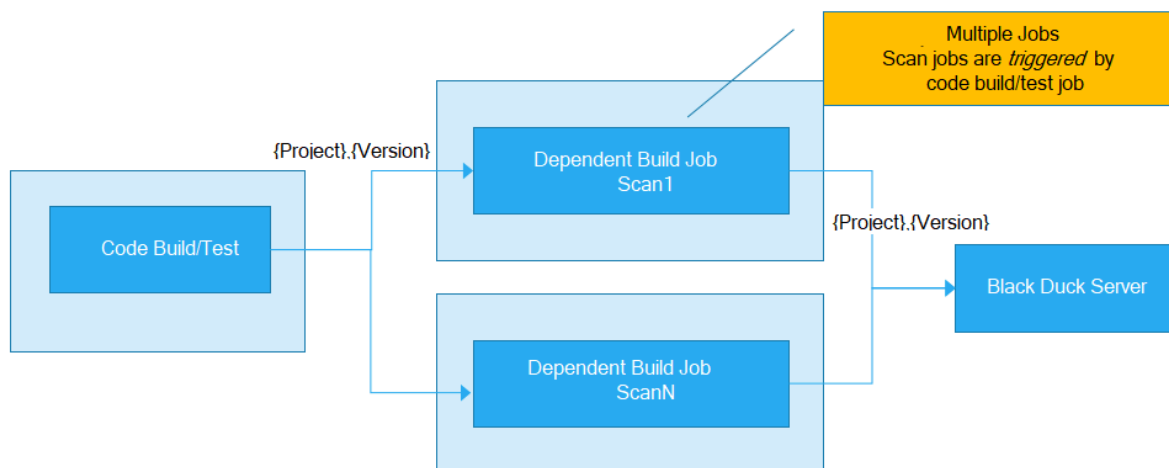 Multiple Jobs
Scan jobs are triggered by
code build/test job
{Project},{Version}
Dependent Build Job
Scan1
Code Build/Test
{Project},{Version}
Black Duck Server
Dependent Build Job
ScanN